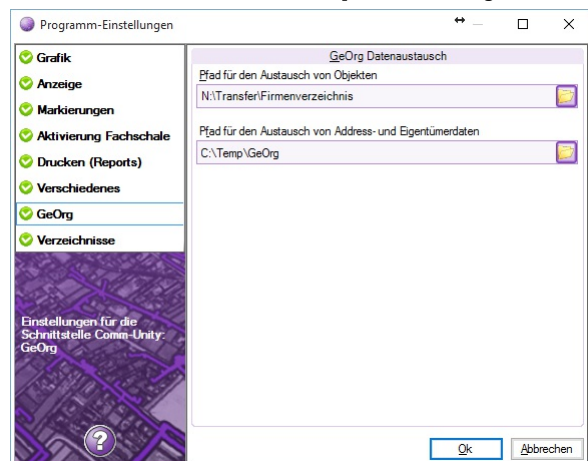 Programm-Einstellungen
Grafik
Anzeige
Markierungen
Aktivierung Fachschale
Drucken (Reports)
Verschiedenes
GeOrg
Verzeichnisse
Einstellungen für die
Schnittstelle Comm-Unity:
GeOrg
?
GeOrg Datenaustausch
Pfad für den Austausch von Objekten
N:\Transfer\Firmenverzeichnis
Pfad für den Austausch von Address- und Eigentümerdaten
C:\Temp\GeOrg
Ok
Abbrechen